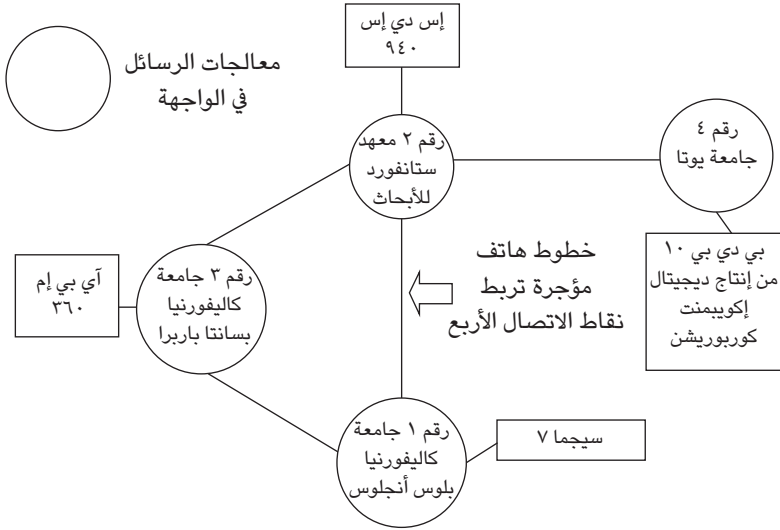 إس دي إس
٩٤٠
معالجات الرسائل
في الواجهة
رقم ٢ معهد
ستانفورد
للأبحاث
رقم ٤
جامعة يوتا
خطوط هاتف
مؤجرة تربط
نقاط الاتصال الأربع
بي دي بي ١٠
من إنتاج ديجيتال
إكويبمنت
كوربوريشن
رقم ٣ جامعة
كاليفورنيا
بسانتا باربرا
آي بي إم
٣٦٠
رقم ١ جامعة
كاليفورنيا
بلوس أنجلوس
سيجما ٧